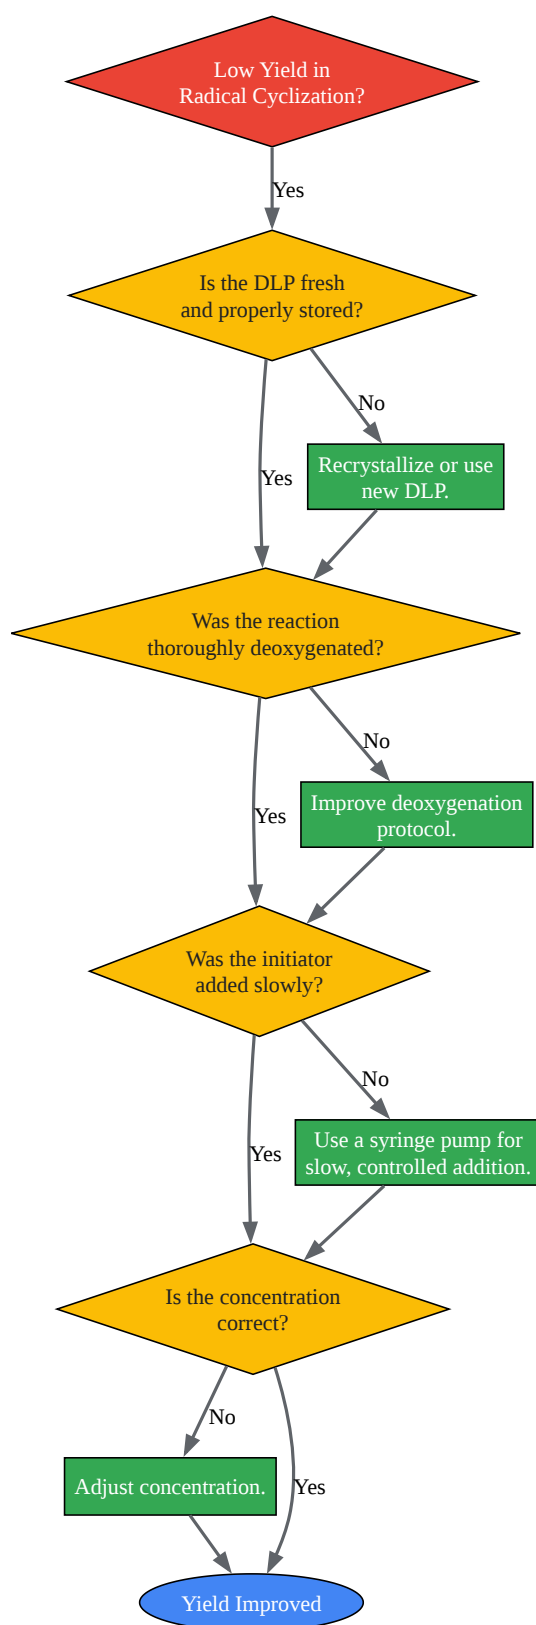 Low Yield in
Radical Cyclization?
Yes
Is the DLP fresh
and properly stored?
No
Recrystallize or use
new DLP.
Yes
Was the reaction
thoroughly deoxygenated?
No
Improve deoxygenation
protocol.
Yes
Was the initiator
added slowly?
No
Use a syringe pump for
slow, controlled addition.
Yes
Is the concentration
correct?
No
Adjust concentration.
Yes
Yield Improved